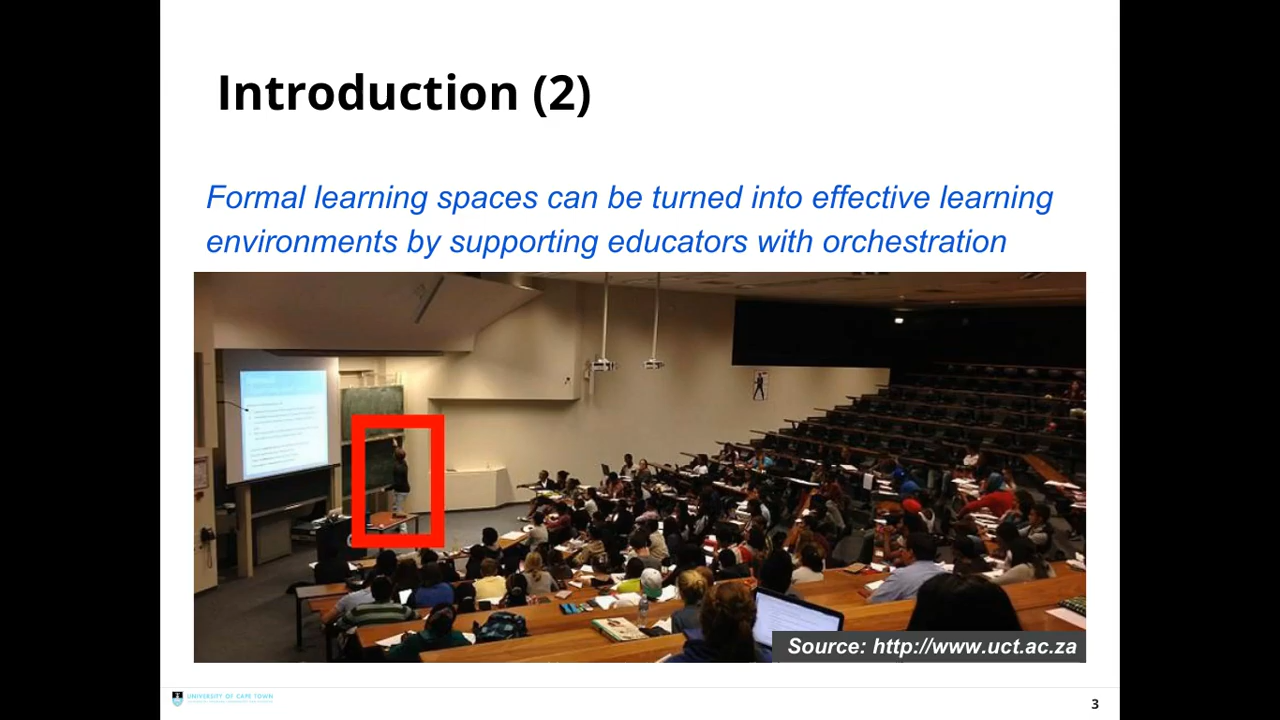 Introduction (2)
Formal learning spaces can be turned into effective learning
environments by supporting educators with orchestration
Source: http://www.uct.ac.za
UNIVERSITY OF CAPE TOWN
3